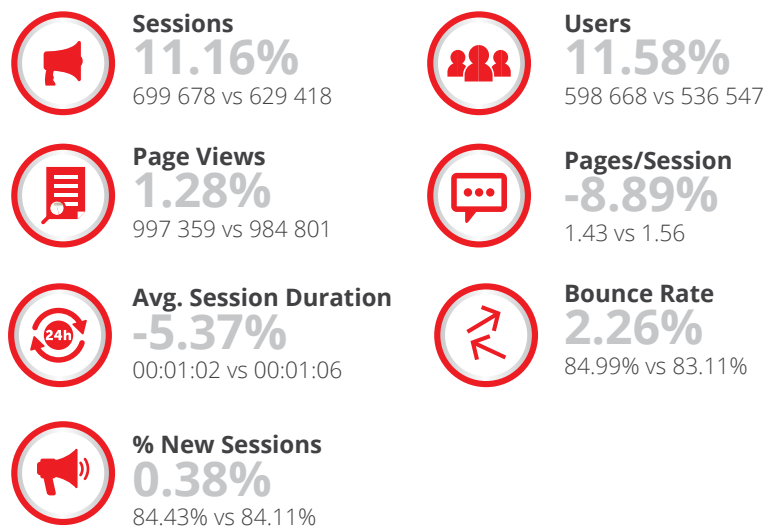 Sessions
11.16%
699 678 vs 629 418
Users
11.58%
598 668 vs 536 547
Page Views
1.28%
997 359 vs 984 801
Pages/Session
-8.89%
1.43 vs 1.56
24h
Avg. Session Duration
-5.37%
00:01:02 vs 00:01:06
Bounce Rate
2.26%
84.99% vs 83.11%
% New Sessions
0.38%
84.43% vs 84.11%